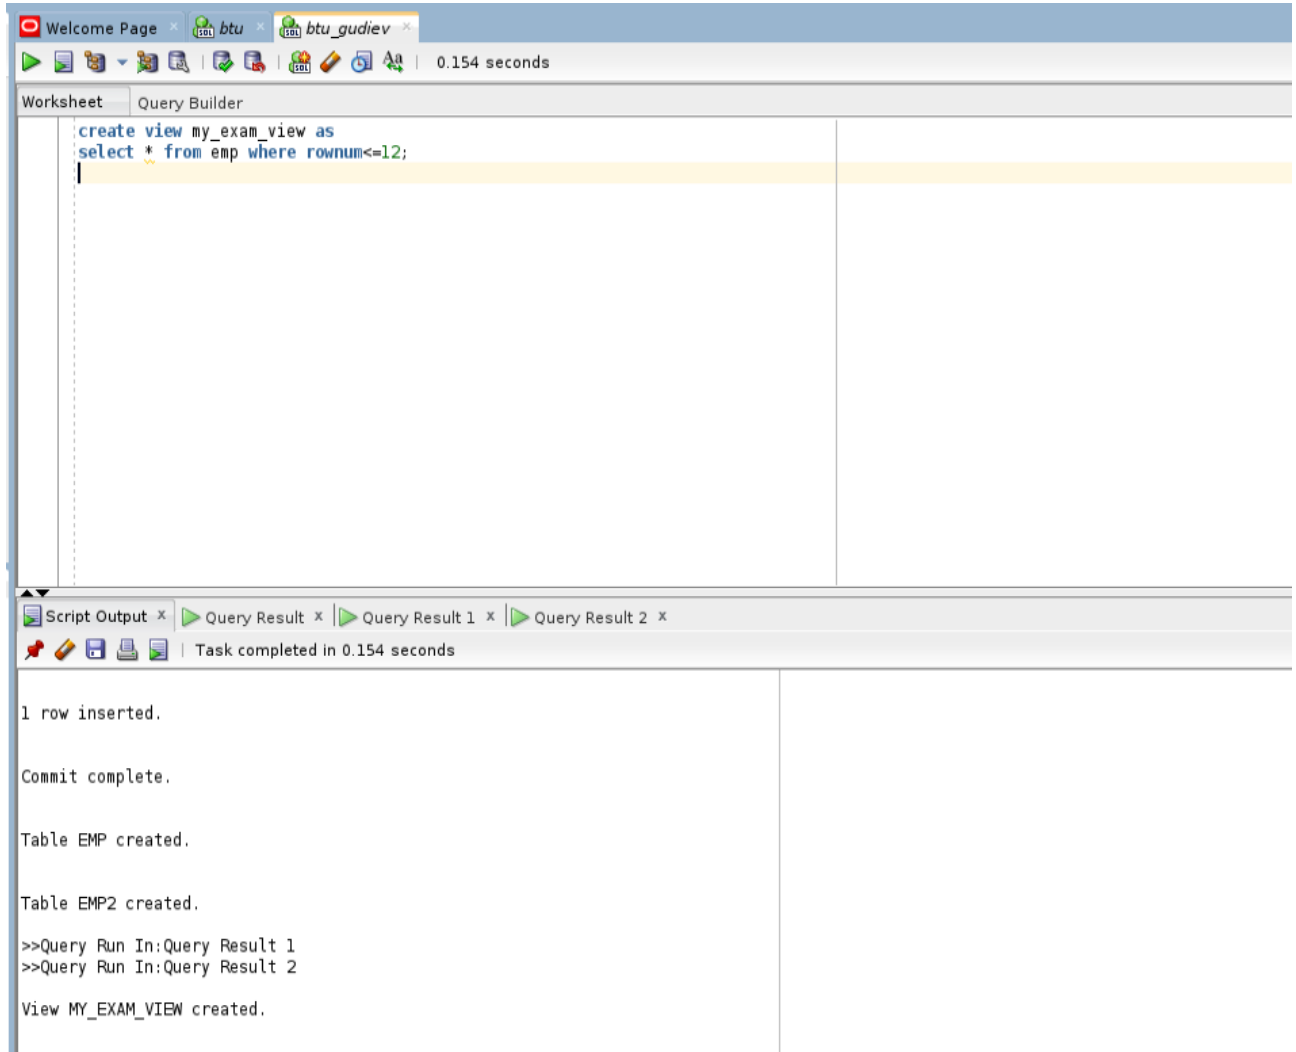 Welcome Page × btu × btu_gudiev ×
0.154 seconds
Worksheet Query Builder
create view my_exam_view as
select * from emp where rownum<=12;
Script Output x Query Result x Query Result 1 x Query Result 2 x
Task completed in 0.154 seconds
1 row inserted.
Commit complete.
Table EMP created.
Table EMP2 created.
>>Query Run In:Query Result 1
>>Query Run In:Query Result 2
View MY_EXAM_VIEW created.